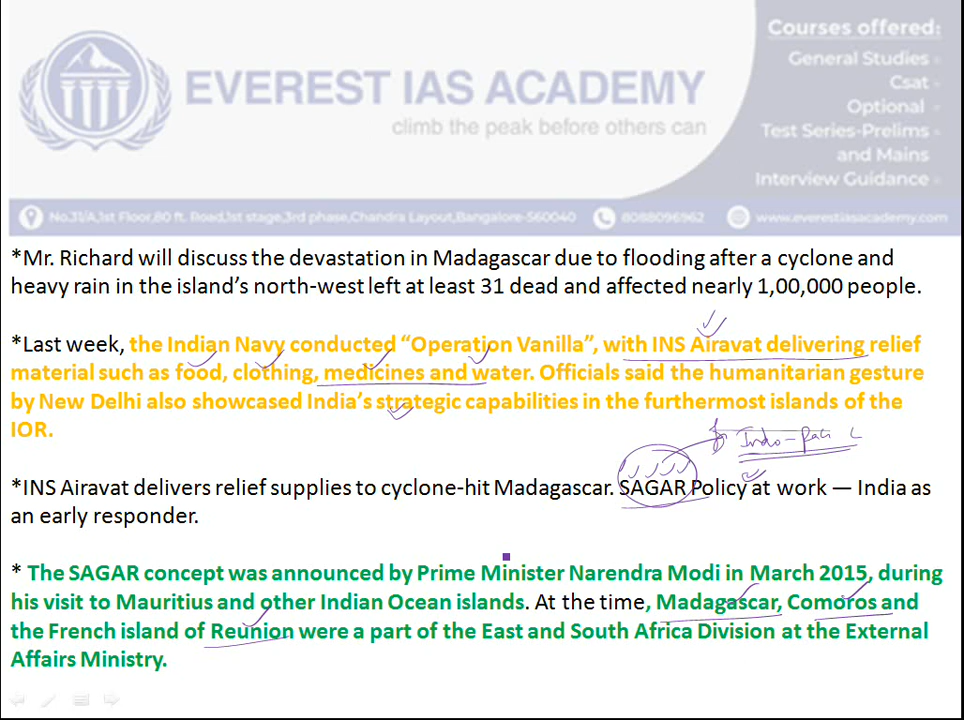 Courses offered:
General Studies
Csat
Optional
Test Series-Prelims
and Mains
Interview Guidance
EVEREST IAS ACADEMY
climb the peak before others can
No.31/A,1st Floor,80 ft. Road,1st stage,3rd phase,Chandra Layout,Bangalore-560040
8088096962
www.everestiasacademy.com
*Mr. Richard will discuss the devastation in Madagascar due to flooding after a cyclone and
heavy rain in the island’s north-west left at least 31 dead and affected nearly 1,00,000 people.
*Last week, the Indian Navy conducted “Operation Vanilla”, with INS Airavat delivering relief
material such as food, clothing, medicines and water. Officials said the humanitarian gesture
by New Delhi also showcased India’s strategic capabilities in the furthermost islands of the
IOR.
Indo-
*INS Airavat delivers relief supplies to cyclone-hit Madagascar. SAGAR Policy at work — India as
an early responder.
* The SAGAR concept was announced by Prime Minister Narendra Modi in March 2015, during
his visit to Mauritius and other Indian Ocean islands. At the time, Madagascar, Comoros and
the French island of Reunion were a part of the East and South Africa Division at the External
Affairs Ministry.